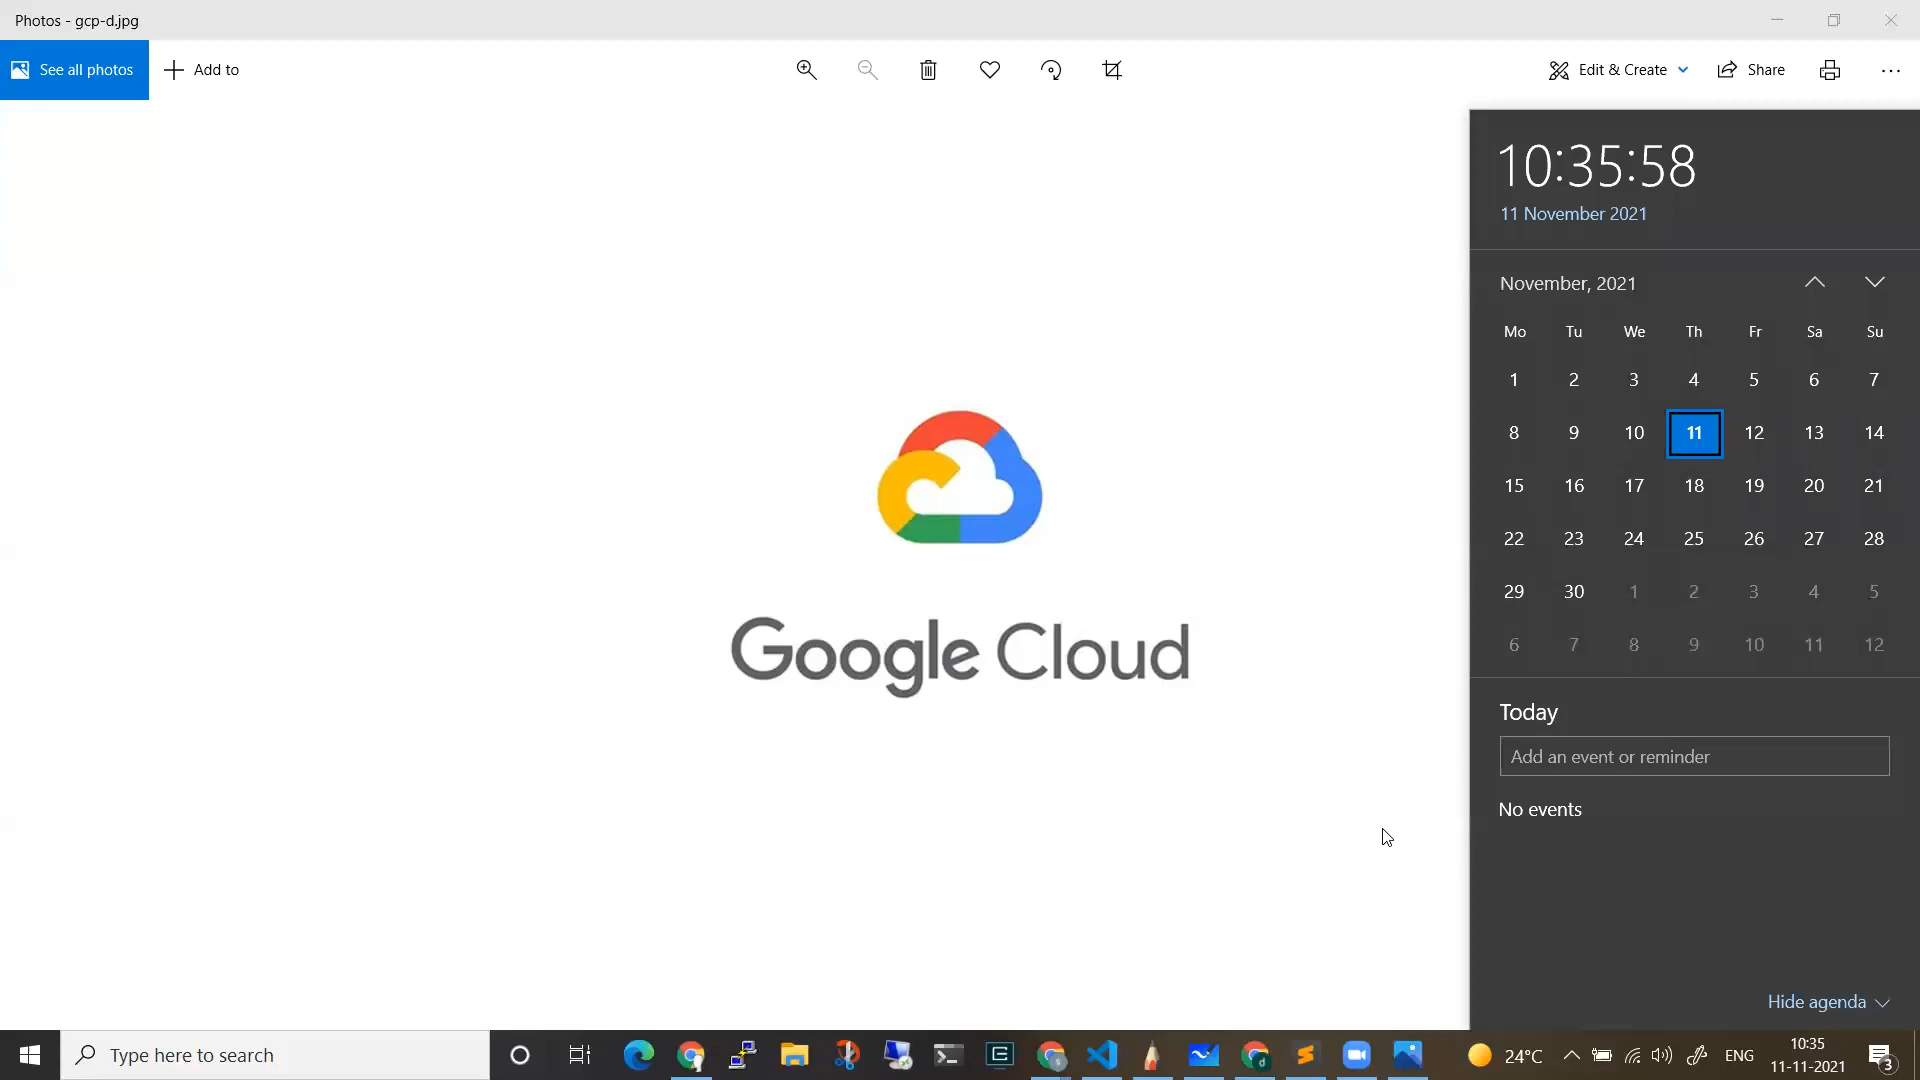 Photos - gcp-d.jpg
See all photos
Add to
Edit & Create
Share
10:35:58
11 November 2021
November, 2021
Mo Tu We Th Fr Sa Su
1 2 3 4 5 6 7
8 9 10 11 12 13 14
15 16 17 18 19 20 21
22 23 24 25 26 27 28
29 30 1 2 3 4 5
6 7 8 9 10 11 12
Google Cloud
Today
Add an event or reminder
No events
Hide agenda
Type here to search
24°C
ENG
10:35
11-11-2021
3